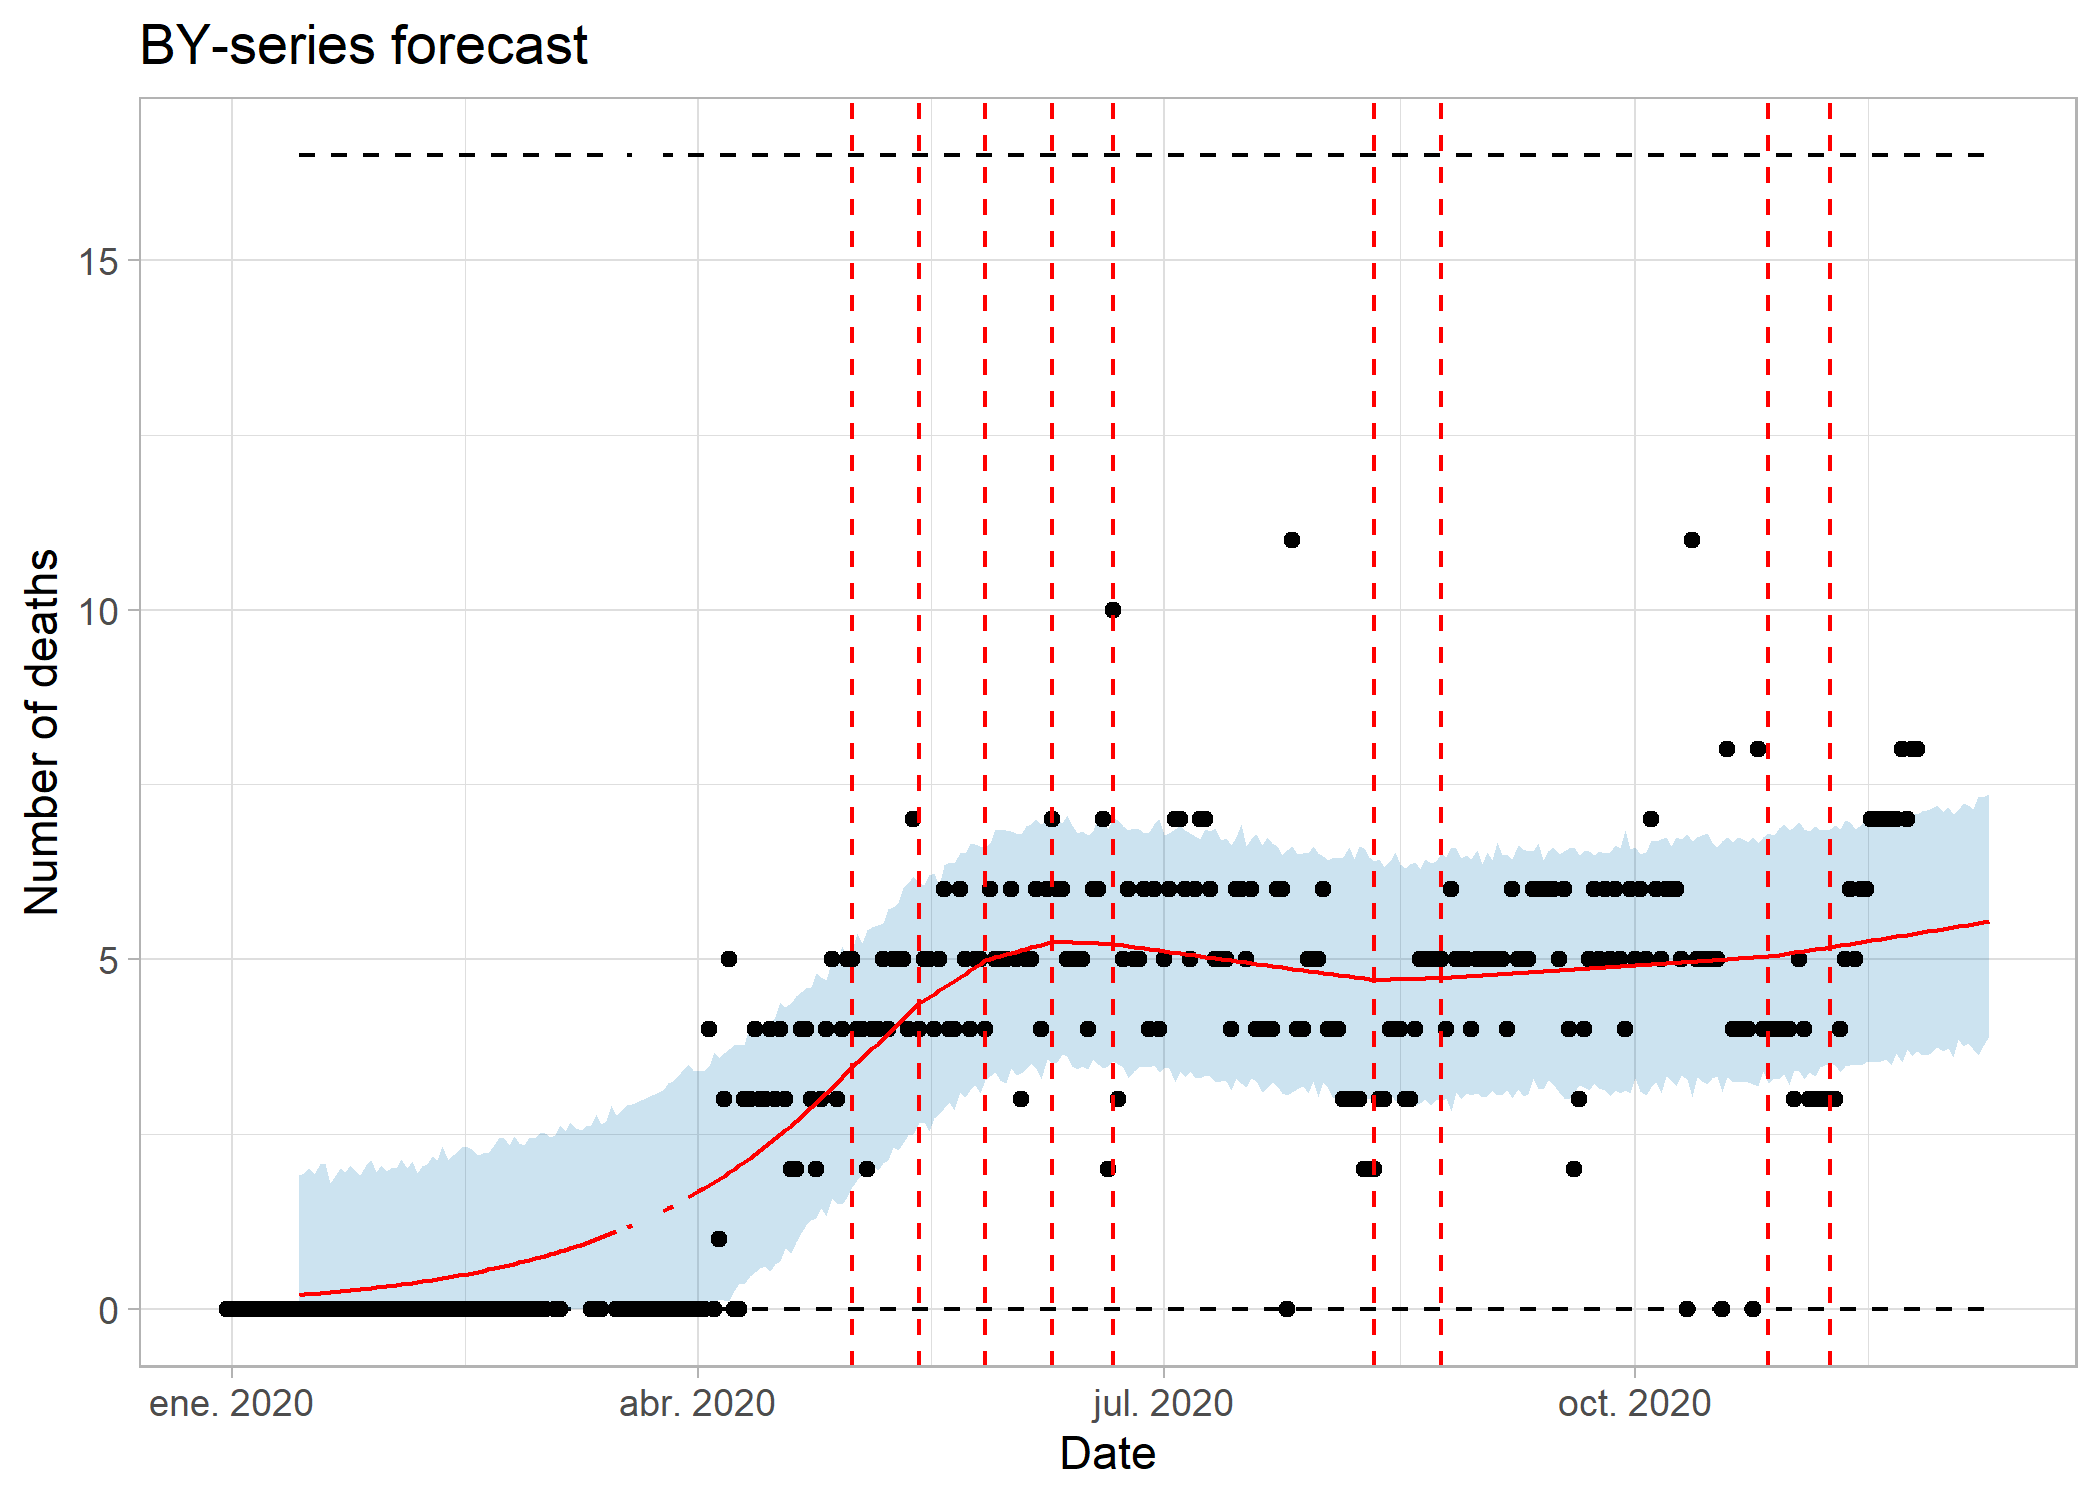 BY-series forecast
Number of deaths
15
10
5
0
ene. 2020
abr. 2020
jul. 2020
oct. 2020
Date